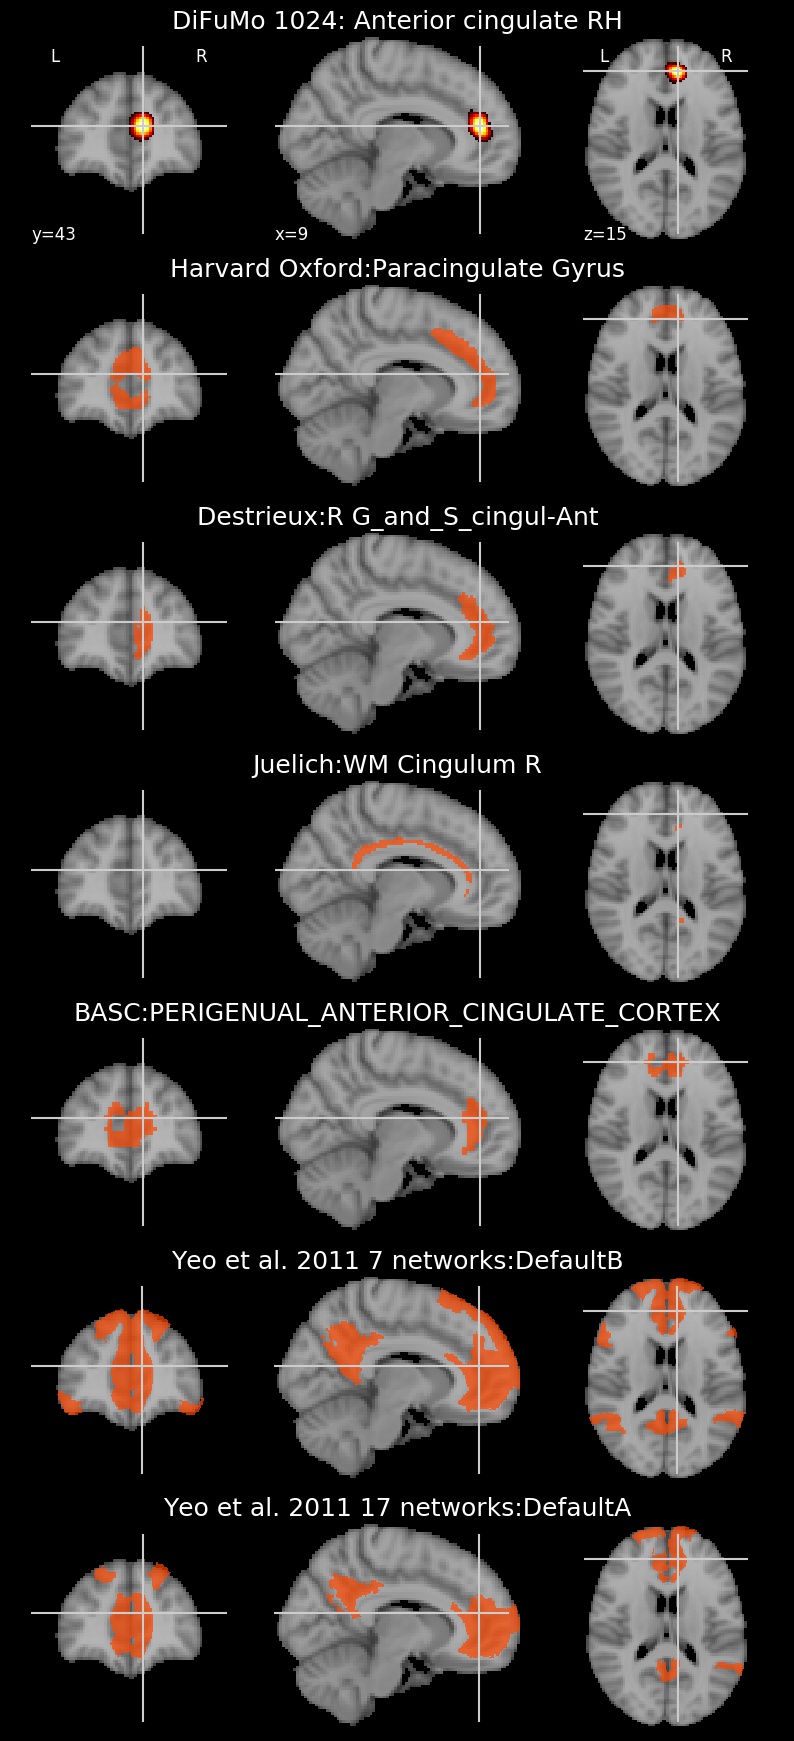 DiFuMo 1024: Anterior cingulate RH
L R L R
y=43 x=9 z=15
Harvard Oxford:Paracingulate Gyrus
Destrieux:R G_and_S_cingul-Ant
Juelich:WM Cingulum R
BASC:PERIGENUAL_ANTERIOR_CINGULATE_CORTEX
Yeo et al. 2011 7 networks:DefaultB
Yeo et al. 2011 17 networks:DefaultA